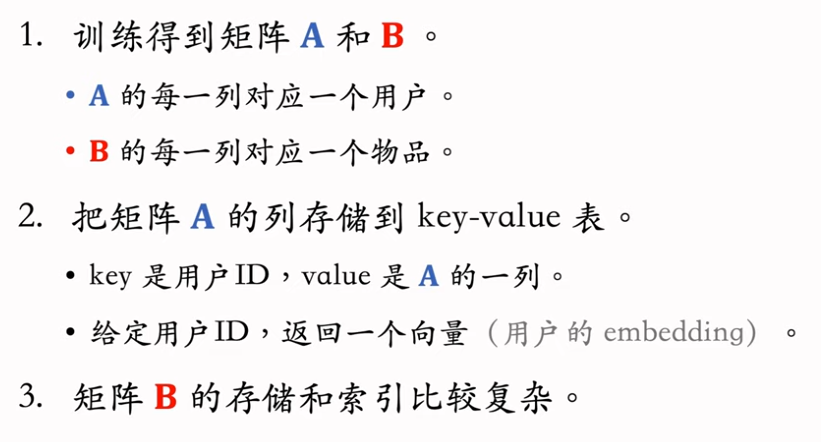 1. 训练得到矩阵 A 和 B 。
• A 的每一列对应一个用户。
• B 的每一列对应一个物品。
2. 把矩阵 A 的列存储到 key-value 表。
• key 是用户ID,value 是 A 的一列。
• 给定用户ID,返回一个向量(用户的 embedding) 。
3. 矩阵 B 的存储和索引比较复杂。